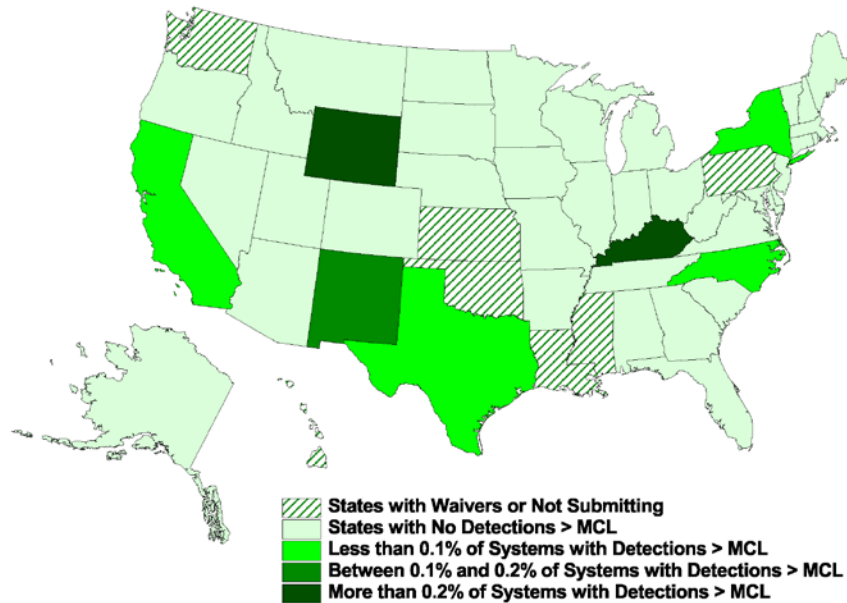 States with Waivers or Not Submitting
States with No Detections > MCL
Less than 0.1% of Systems with Detections > MCL
Between 0.1% and 0.2% of Systems with Detections > MCL
More than 0.2% of Systems with Detections > MCL